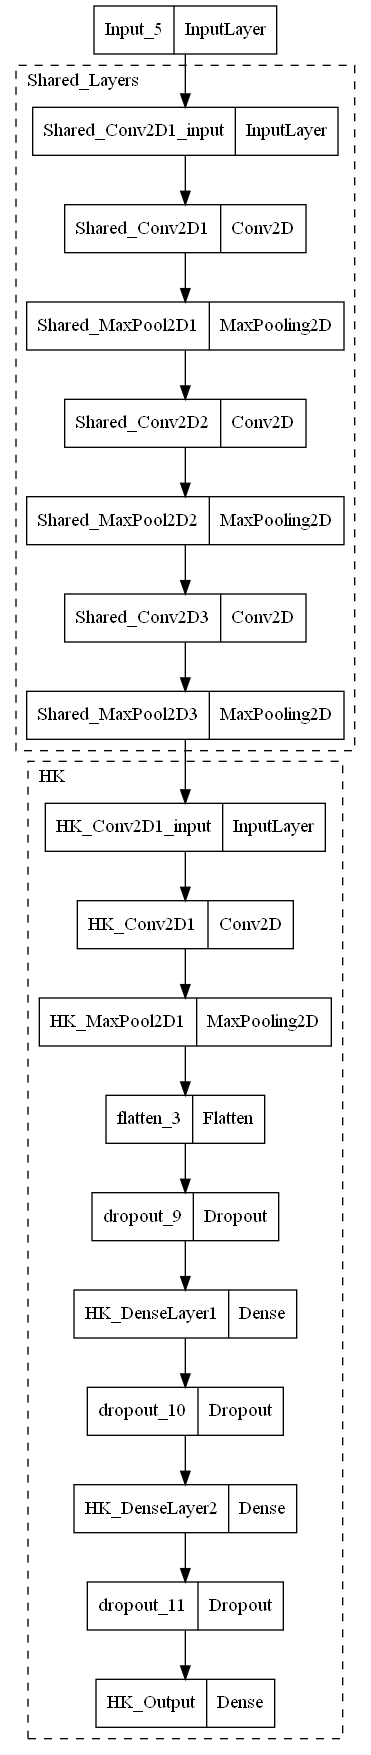 Input_5 InputLayer
Shared_Layers
Shared_Conv2D1_input InputLayer
Shared_Conv2D1 Conv2D
Shared_MaxPool2D1 MaxPooling2D
Shared_Conv2D2 Conv2D
Shared_MaxPool2D2 MaxPooling2D
Shared_Conv2D3 Conv2D
Shared_MaxPool2D3 MaxPooling2D
HK
HK_Conv2D1_input InputLayer
HK_Conv2D1 Conv2D
HK_MaxPool2D1 MaxPooling2D
flatten_3 Flatten
dropout_9 Dropout
HK_DenseLayer1 Dense
dropout_10 Dropout
HK_DenseLayer2 Dense
dropout_11 Dropout
HK_Output Dense